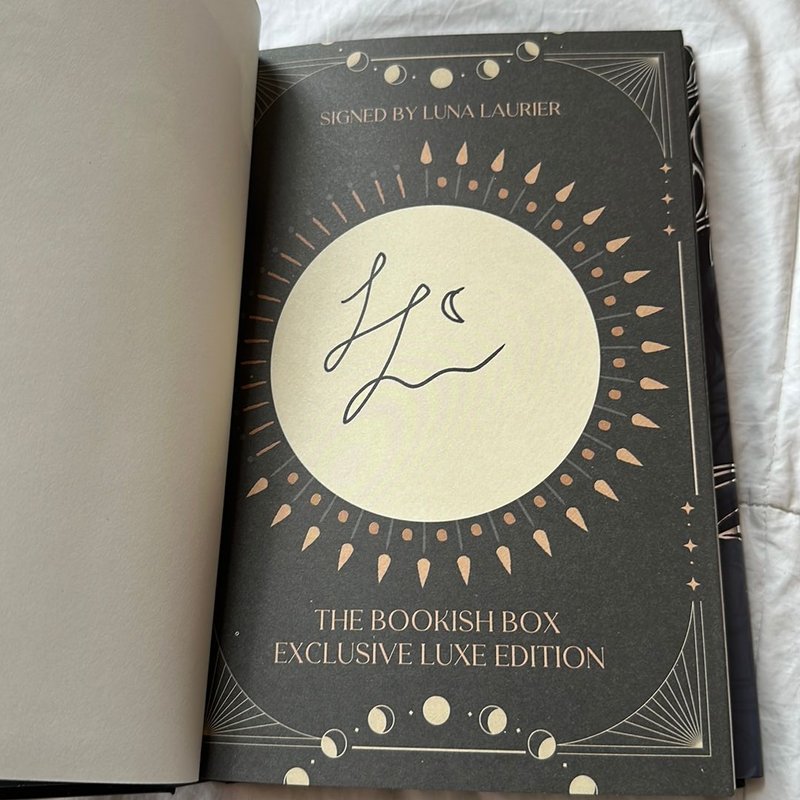 SIGNED BY LUNA LAURIER
THE BOOKISH BOX
EXCLUSIVE LUXE EDITION